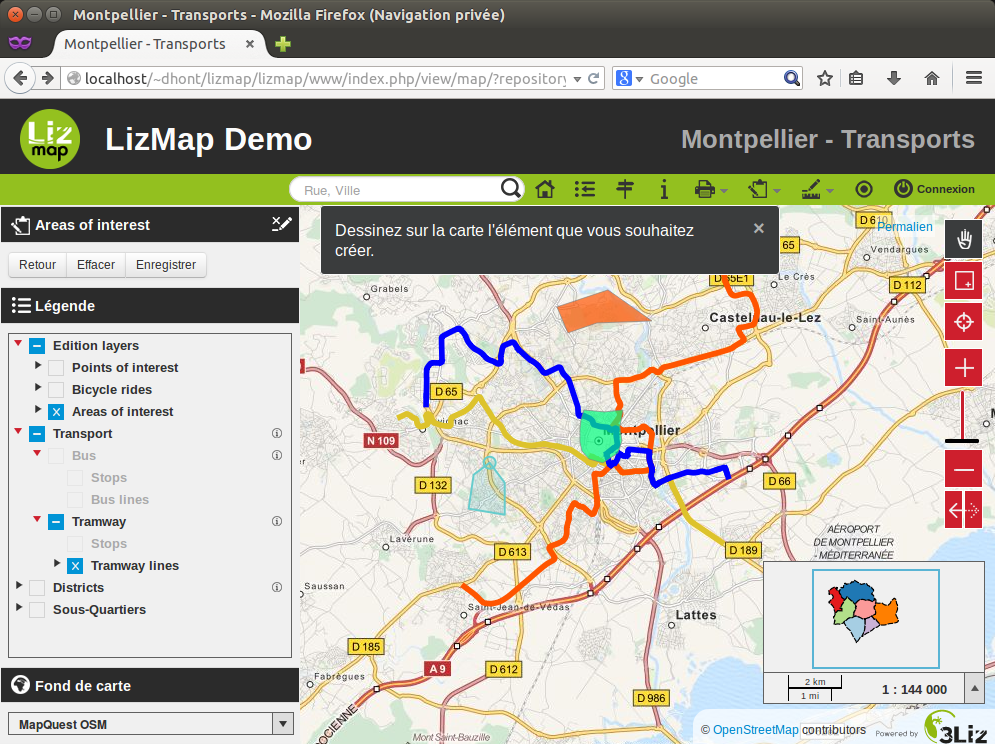 Montpellier - Transports - Mozilla Firefox (Navigation privée)
Montpellier - Transports
localhost/~dhont/lizmap/lizmap/www/index.php/view/map/?repository
Google
Liz map
LizMap Demo
Montpellier - Transports
Rue, Ville
Connexion
Areas of interest
Retour
Effacer
Enregistrer
Légende
Edition layers
Points of interest
Bicycle rides
Areas of interest
Transport
Bus
Stops
Bus lines
Tramway
Stops
Tramway lines
Districts
Sous-Quartiers
Fond de carte
MapQuest OSM
Dessinez sur la carte l'élément que vous souhaitez
créer.
Permalien
D 610
65
Vendargues
Le Crès
D 65E1
D 112
Grabels
Castelnau-le-Lez
Saint-Aunès
D 65
N 109
Montpellier
D 132
D 66
Lavérune
D 613
D 189
AÉROPORT
DE MONTPELLIER
- MÉDITERRANÉE
Saussan
Saint-Jean-de-Védas
Lattes
D 185
A 9
D 612
Fabrègues
D 986
Mont Saint-Bauzille
2 km
1 mi
1 : 144 000
© OpenStreetMap contributors
Powered by
3Liz